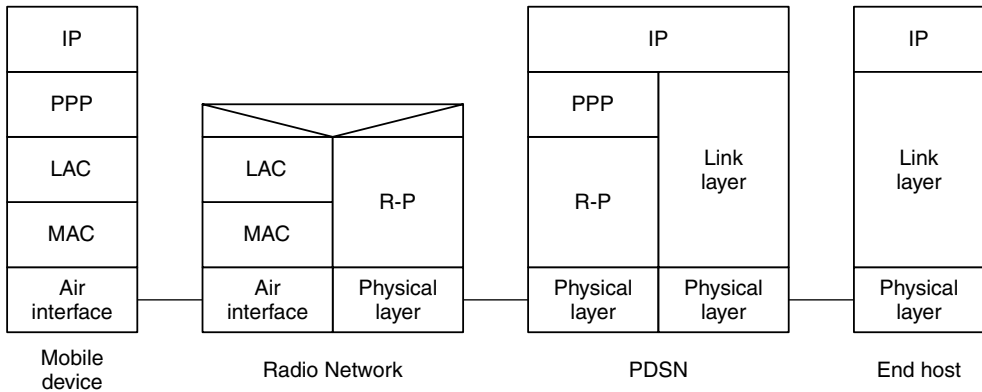 IP
PPP
LAC
MAC
Air
interface
Mobile
device
LAC
MAC
Air
interface
R-P
Physical
layer
Radio Network
IP
PPP
R-P
Physical
layer
Link
layer
Physical
layer
PDSN
IP
Link
layer
Physical
layer
End host